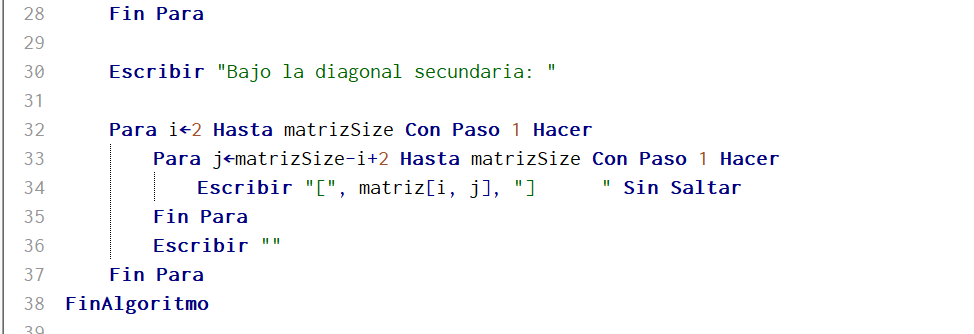 28 Fin Para
29
30 Escribir "Bajo la diagonal secundaria: "
31
32 Para i←2 Hasta matrizSize Con Paso 1 Hacer
33 Para j←matrizSize-i+2 Hasta matrizSize Con Paso 1 Hacer
34 Escribir "[", matriz[i, j], "]      " Sin Saltar
35 Fin Para
36 Escribir ""
37 Fin Para
38 FinAlgoritmo
39